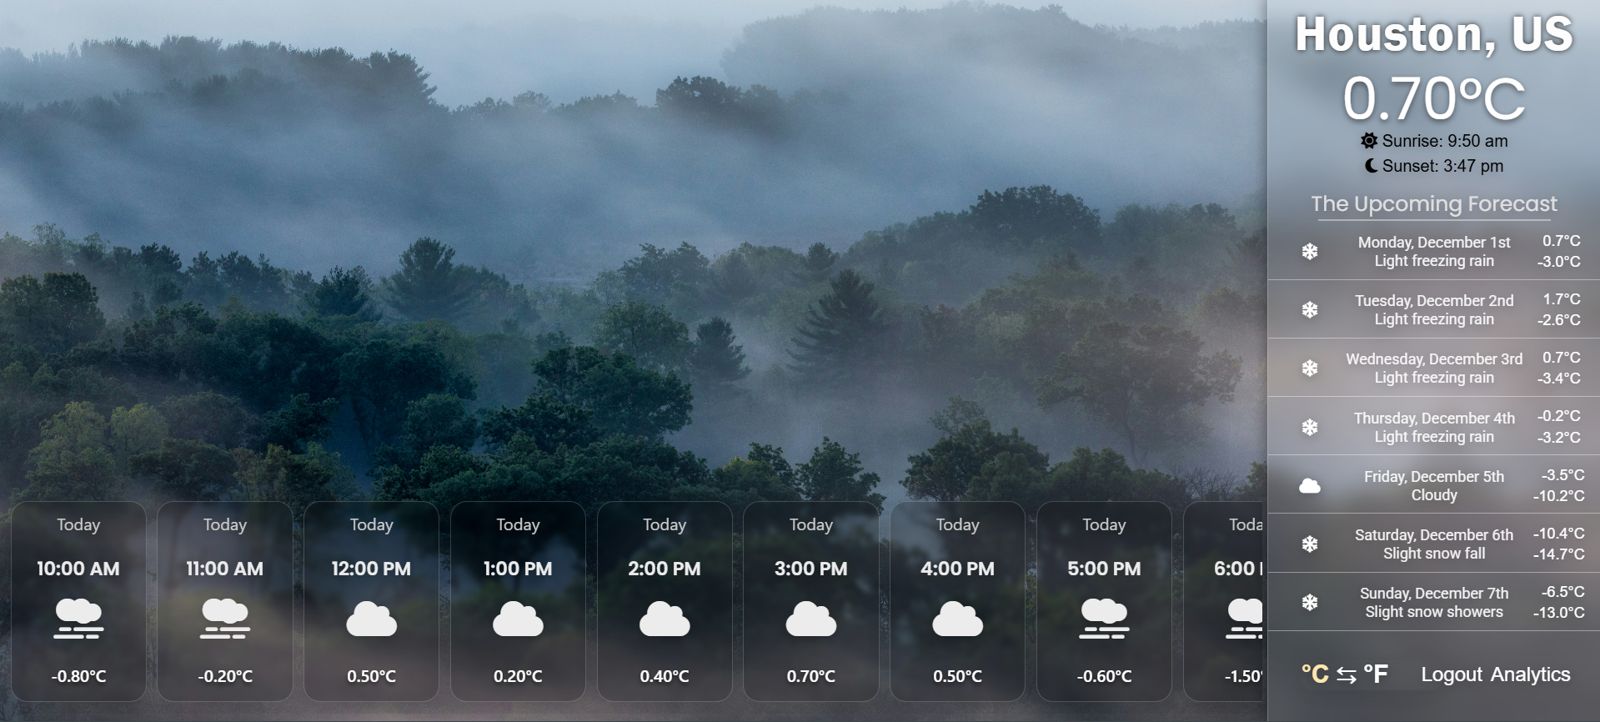 Houston, US
0.70°C
Sunrise: 9:50 am
Sunset: 3:47 pm
The Upcoming Forecast
Monday, December 1st
Light freezing rain
0.7°C
-3.0°C
Tuesday, December 2nd
Light freezing rain
1.7°C
-2.6°C
Wednesday, December 3rd
Light freezing rain
0.7°C
-3.4°C
Thursday, December 4th
Light freezing rain
-0.2°C
-3.2°C
Friday, December 5th
Cloudy
-3.5°C
-10.2°C
Saturday, December 6th
Slight snow fall
-10.4°C
-14.7°C
Sunday, December 7th
Slight snow showers
-6.5°C
-13.0°C
°C ⇆ °F Logout Analytics
Today
10:00 AM
-0.80°C
Today
11:00 AM
-0.20°C
Today
12:00 PM
0.50°C
Today
1:00 PM
0.20°C
Today
2:00 PM
0.40°C
Today
3:00 PM
0.70°C
Today
4:00 PM
0.50°C
Today
5:00 PM
-0.60°C
Toda
6:00
-1.50°